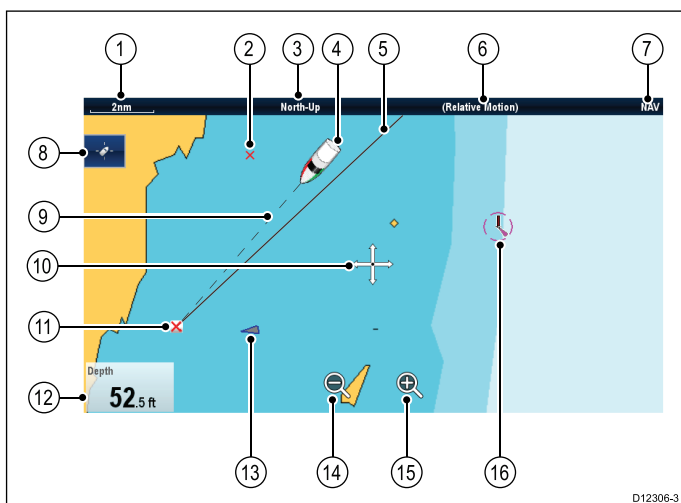 1 2 3 4 5 6 7
2nm North-Up (Relative Motion) NAV
8
9
10
11
Depth
12 52.5 ft
13 14 15 16
D12306-3